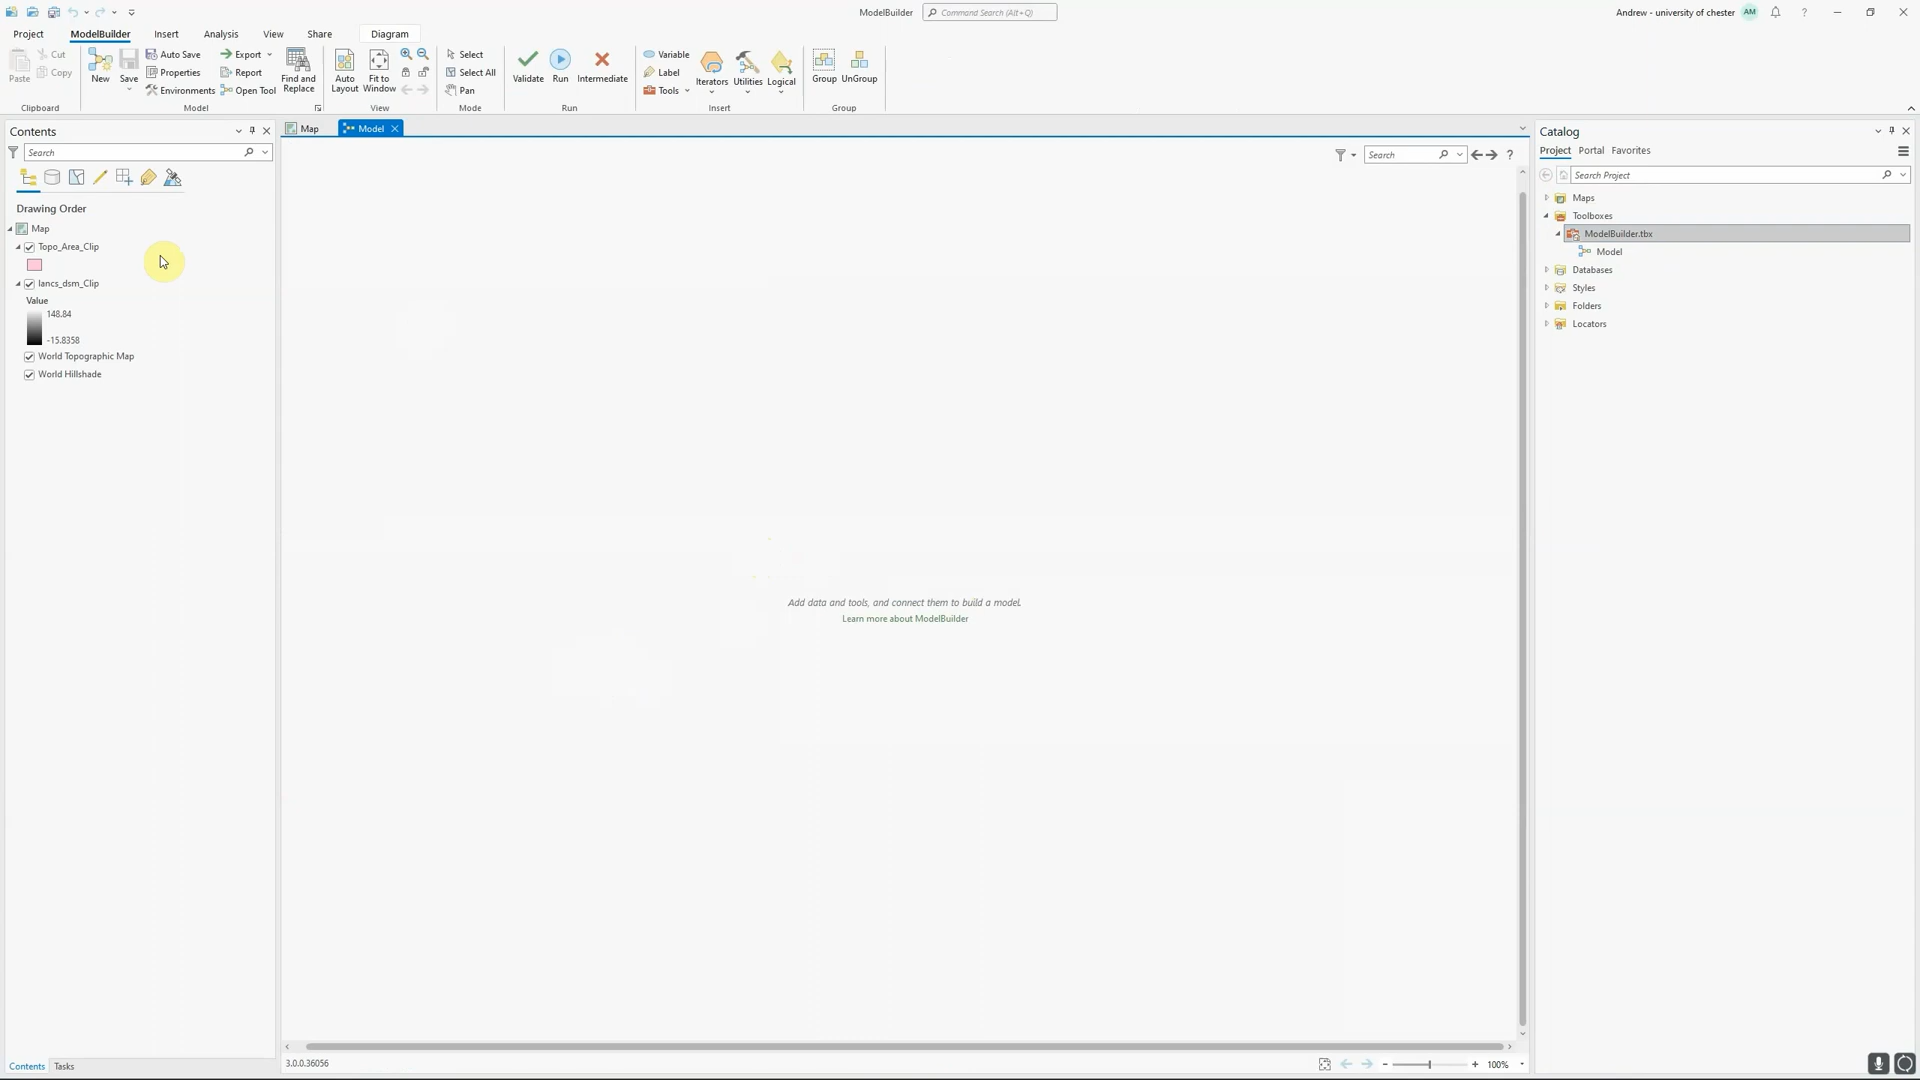 ModelBuilder
Command Search (Alt+Q)
Andrew - university of chester
AM
?
Project
ModelBuilder
Insert
Analysis
View
Share
Diagram
Paste
Cut
Copy
Clipboard
New
Save
Auto Save
Properties
Environments
Export
Report
Open Tool
Find and
Replace
Model
Auto
Layout
Fit to
Window
View
Select
Select All
Pan
Mode
Validate
Run
Intermediate
Run
Variable
Label
Tools
Iterators
Utilities
Logical
Insert
Group
UnGroup
Group
Contents
Search
Drawing Order
Map
Topo_Area_Clip
lancs_dsm_Clip
Value
148.84
-15.8358
World Topographic Map
World Hillshade
Contents
Tasks
Map
Model
Search
?
Add data and tools, and connect them to build a model.
Learn more about ModelBuilder
3.0.0.36056
100%
Catalog
Project
Portal
Favorites
Search Project
Maps
Toolboxes
ModelBuilder.tbx
Model
Databases
Styles
Folders
Locators